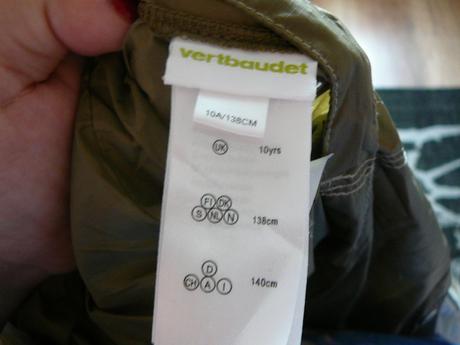 vertbaudet
10A/138CM
UK 10yrs
FI DK
S NL N 138cm
D
CH A I 140cm